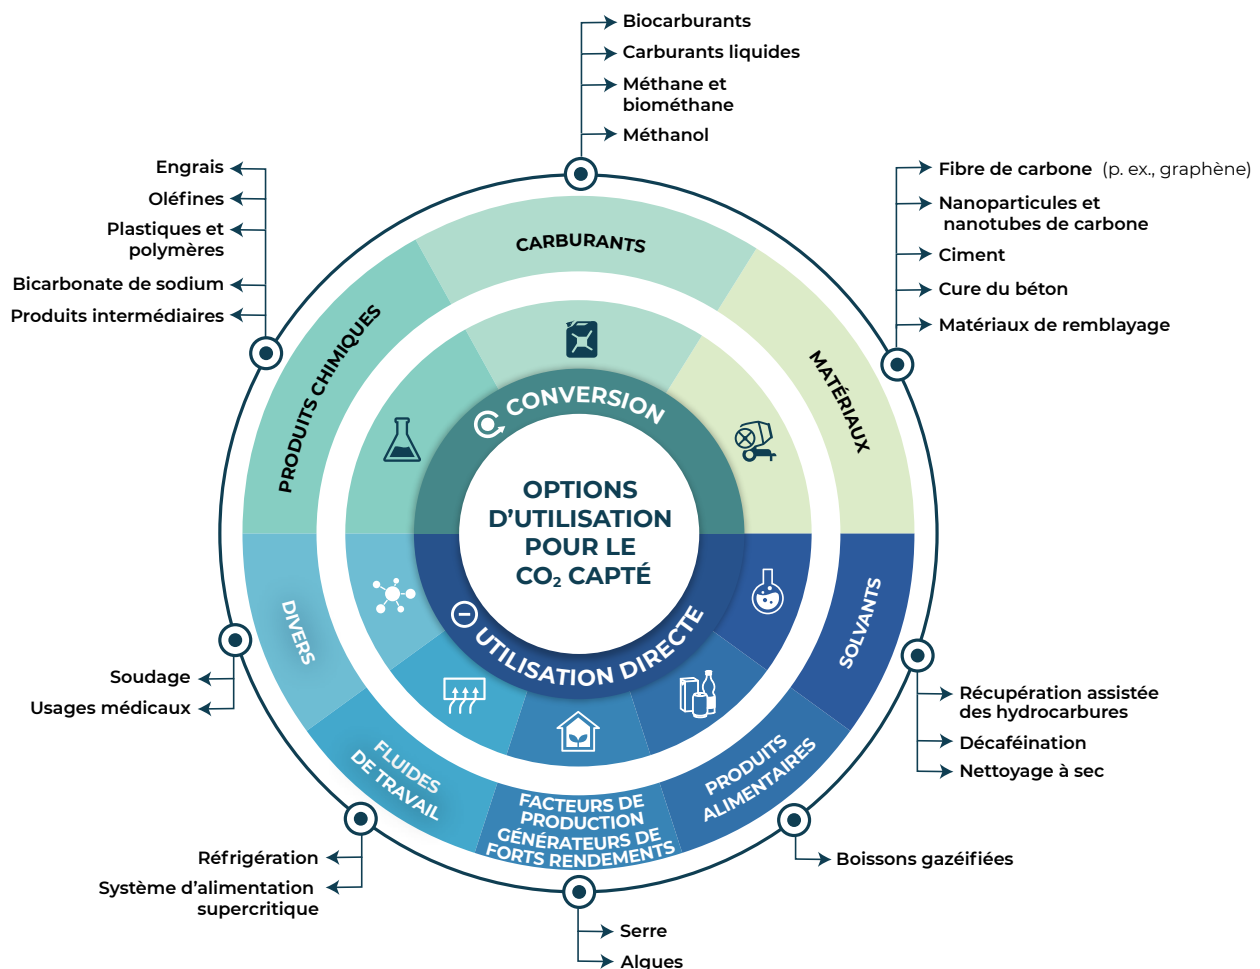 Biocarburants
Carburants liquides
Méthane et
biométhane
Méthanol
Engrais
Oléfines
Plastiques et
polymères
Bicarbonate de sodium
Produits intermédiaires
Fibre de carbone (p. ex., graphène)
Nanoparticules et
nanotubes de carbone
Ciment
Cure du béton
Matériaux de remblayage
CARBURANTS
PRODUITS CHIMIQUES
MATÉRIAUX
CONVERSION
OPTIONS
D’UTILISATION
POUR LE
CO₂ CAPTÉ
UTILISATION DIRECTE
DIVERS
SOLVANTS
FLUIDES
DE TRAVAIL
FACTEURS DE
PRODUCTION
GÉNÉRATEURS DE
FORTS RENDEMENTS
PRODUITS
ALIMENTAIRES
Soudage
Usages médicaux
Récupération assistée
des hydrocarbures
Décaféination
Nettoyage à sec
Réfrigération
Système d’alimentation
supercritique
Boissons gazéifiées
Serre
Algues